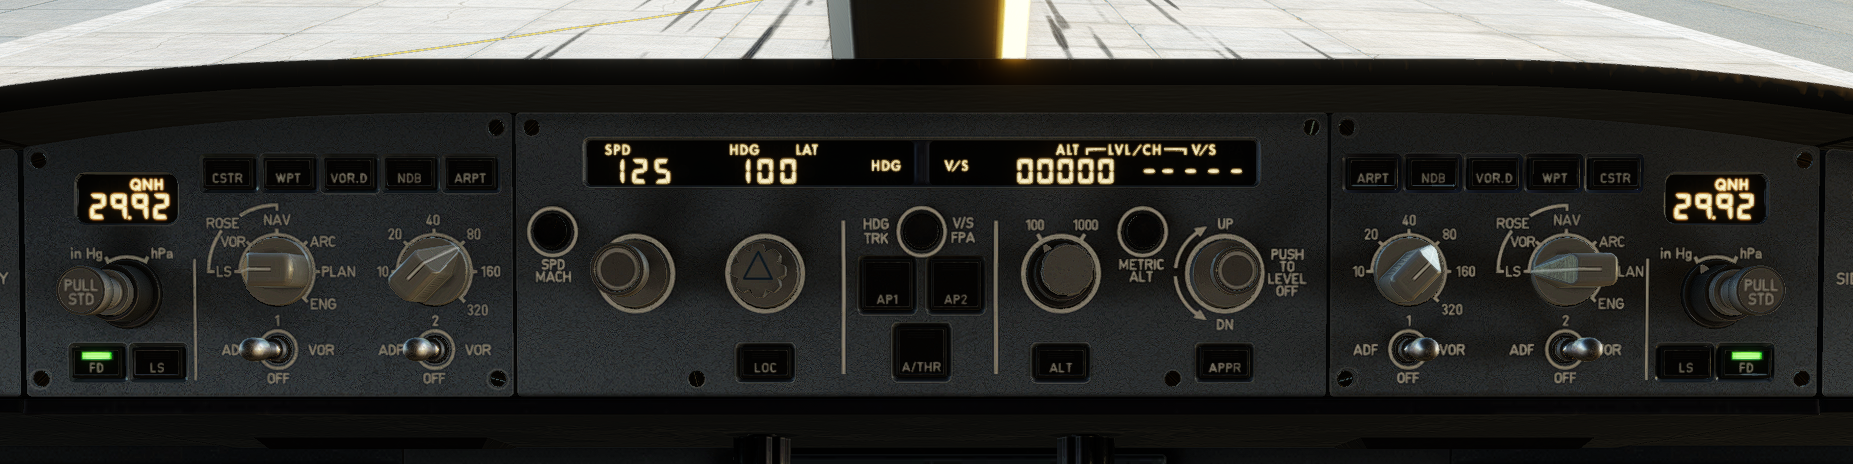 QNH
29.92
in Hg
hPa
PULL
STD
FD
LS
CSTR
WPT
VOR.D
NDB
ARPT
ROSE
NAV
VOR
ARC
LS
PLAN
ENG
10
20
40
80
160
320
1
VOR
OFF
2
ADF
VOR
OFF
SPD
HDG
LAT
125
100
HDG
V/S
ALT
LVL/CH
V/S
00000
-----
SPD
MACH
LOC
HDG
TRK
V/S
FPA
AP1
AP2
A/THR
100
1000
ALT
METRIC
ALT
UP
DN
PUSH
TO
LEVEL
OFF
APPR
ARPT
NDB
VOR.D
WPT
CSTR
10
20
40
80
160
320
1
ADF
VOR
OFF
ROSE
NAV
VOR
ARC
LS
LAN
ENG
2
ADF
OFF
QNH
29.92
in Hg
hPa
PULL
STD
LS
FD